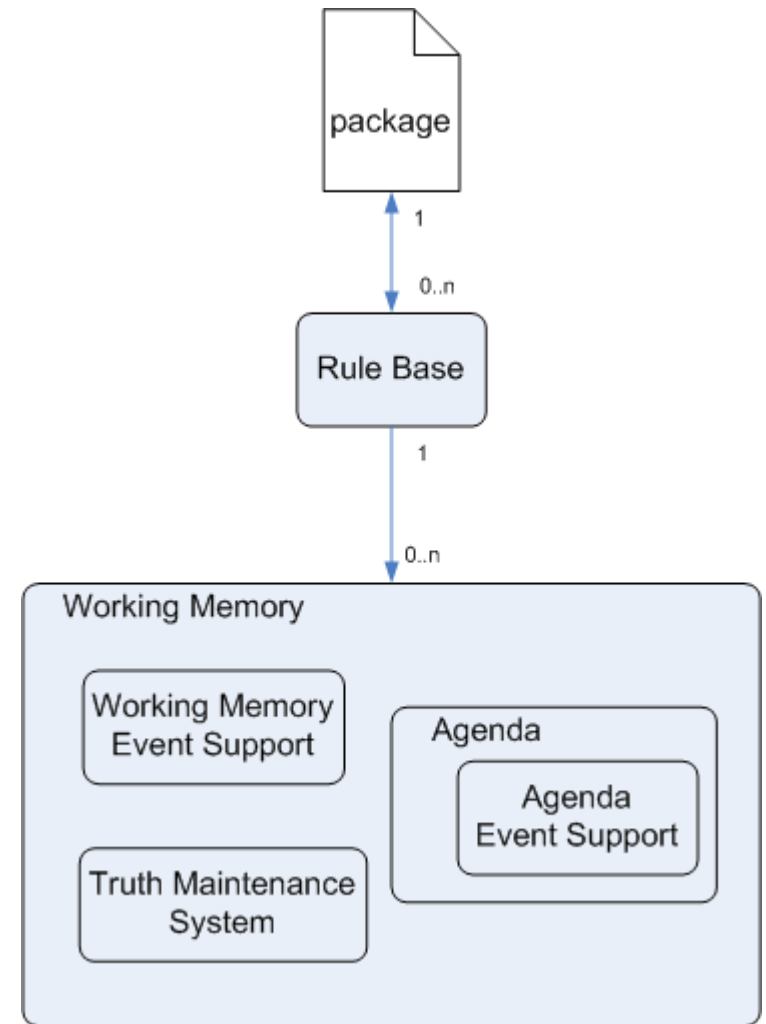 package
1
0..n
Rule Base
1
0..n
Working Memory
Working Memory
Event Support
Agenda
Agenda
Event Support
Truth Maintenance
System